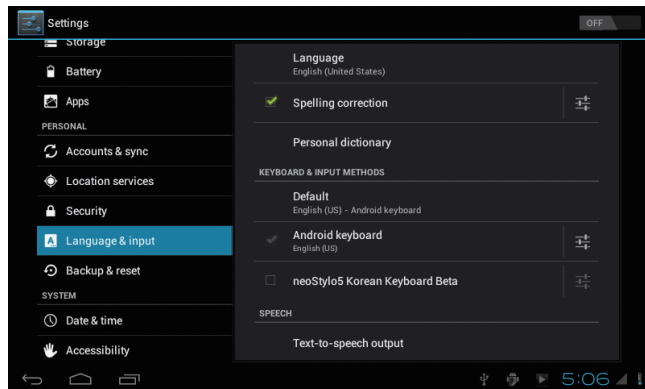 Settings
OFF
Storage
Battery
Apps
PERSONAL
Accounts & sync
Location services
Security
Language & input
Backup & reset
SYSTEM
Date & time
Accessibility
Language
English (United States)
Spelling correction
Personal dictionary
KEYBOARD & INPUT METHODS
Default
English (US) - Android keyboard
Android keyboard
English (US)
neoStylo5 Korean Keyboard Beta
SPEECH
Text-to-speech output
5:06